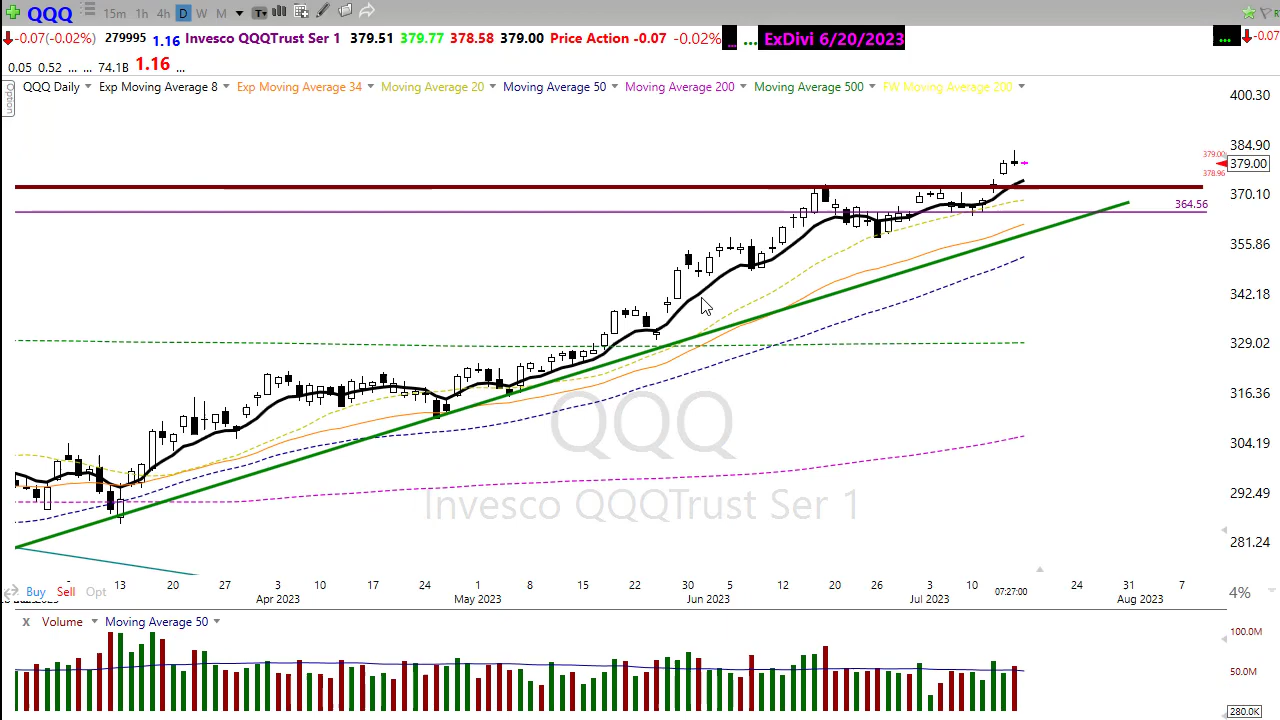 QQQ 15m 1h 4h D W M T
-0.07(-0.02%) 279995 1.16 Invesco QQQTrust Ser 1 379.51 379.77 378.58 379.00 Price Action -0.07 -0.02% ... ... ExDivi 6/20/2023 ... -0.07
0.05 0.52 ... ... 74.1B 1.16 ...
Option
QQQ Daily Exp Moving Average 8 Exp Moving Average 34 Moving Average 20 Moving Average 50 Moving Average 200 Moving Average 500 FW Moving Average 200
400.30
384.90
379.00
379.00
378.96
370.10
364.56
355.86
342.18
329.02
316.36
304.19
292.49
281.24
QQQ
Invesco QQQTrust Ser 1
13 20 27 3 10 17 24 1 8 15 22 30 5 12 20 26 3 10 07:27:00 24 31 7
Buy Sell Opt
Apr 2023 May 2023 Jun 2023 Jul 2023 Aug 2023
4%
X Volume Moving Average 50
100.0M
50.0M
280.0K